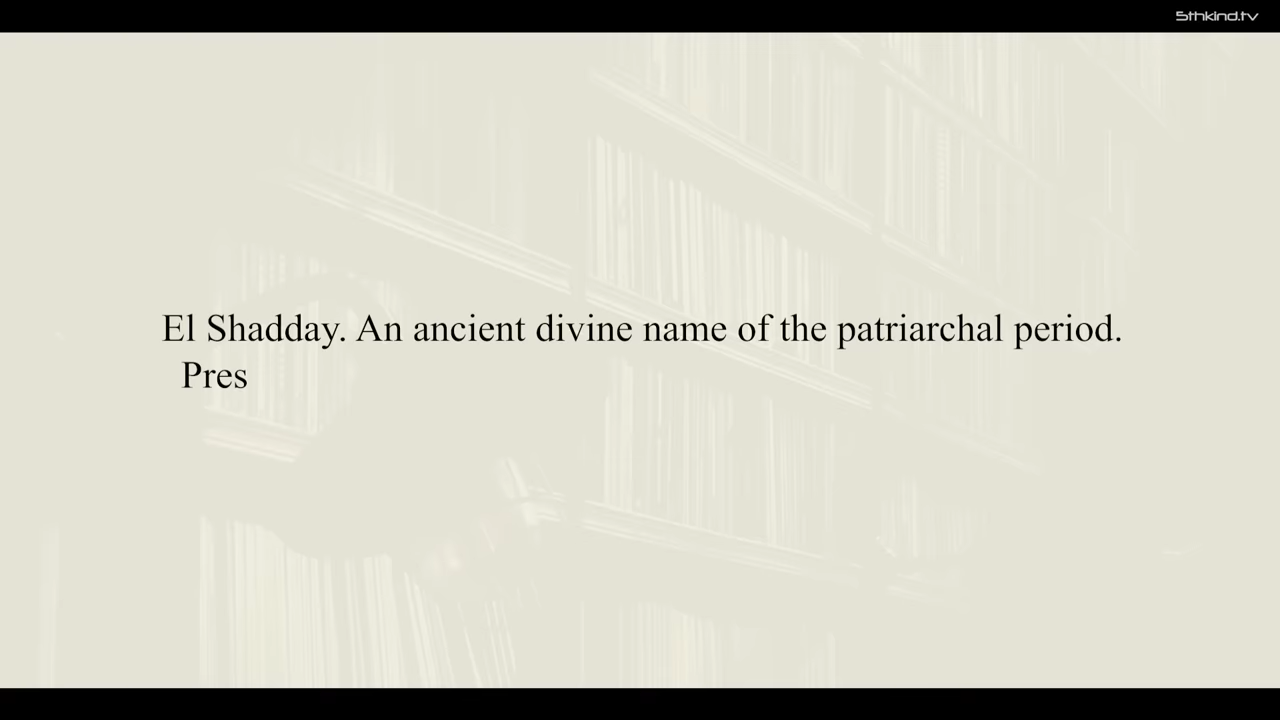 5thkind.tv
El Shadday. An ancient divine name of the patriarchal period.
Pres